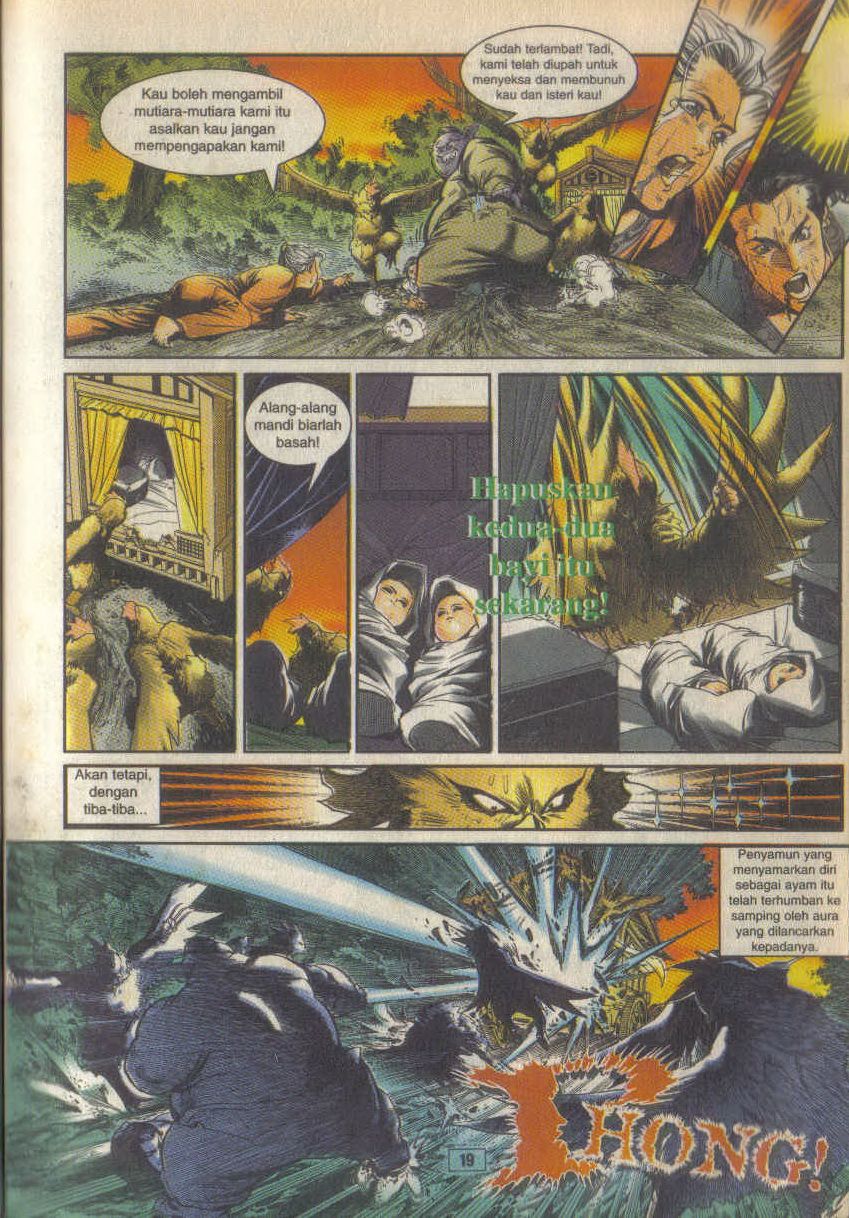 Kau boleh mengambil
mutiara-mutiara kami itu
asalkan kau jangan
mempengapakan kami!
Sudah terlambat! Tadi,
kami telah diupah untuk
menyeksa dan membunuh
kau dan isteri kau!
Alang-alang
mandi biarlah
basah!
Hapuskan
kedua-dua
bayi itu
sekarang!
Akan tetapi,
dengan
tiba-tiba...
Penyamun yang
menyamarkan diri
sebagai ayam itu
telah terhumban ke
samping oleh aura
yang dilancarkan
kepadanya.
PHONG!
19